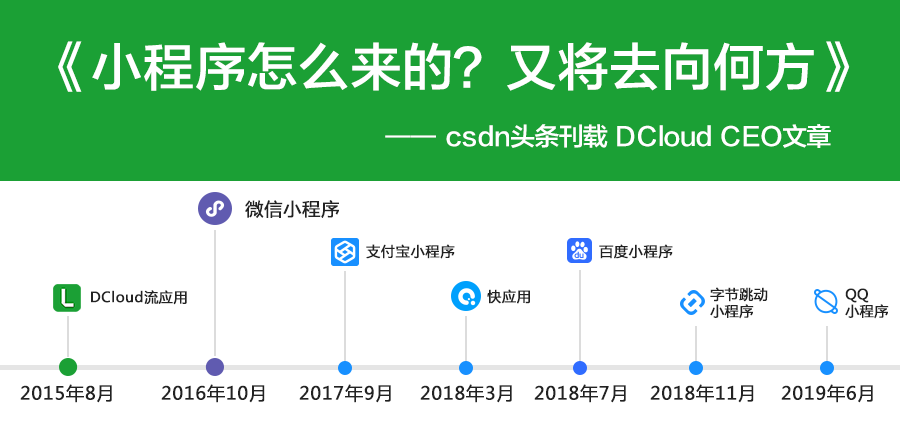 《小程序怎么来的？又将去向何方》
—— csdn头条刊载 DCloud CEO文章
微信小程序
支付宝小程序
百度小程序
DCloud流应用
快应用
字节跳动
小程序
QQ
小程序
du
2015年8月
2016年10月
2017年9月
2018年3月
2018年7月
2018年11月
2019年6月